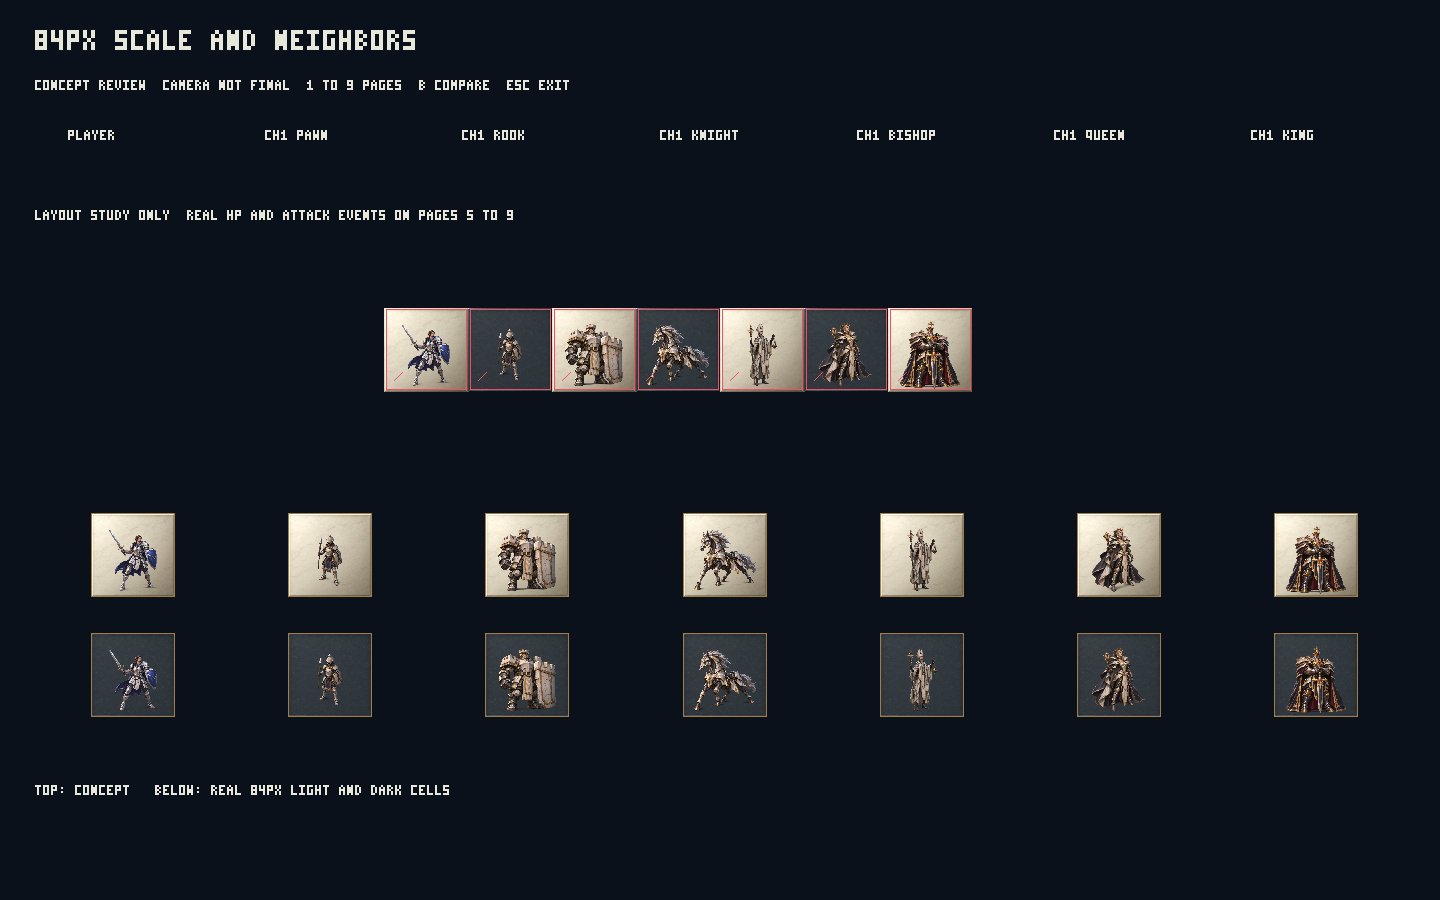 84PX SCALE AND NEIGHBORS
CONCEPT REVIEW CAMERA NOT FINAL 1 TO 9 PAGES B COMPARE ESC EXIT
PLAYER CH1 PAWN CH1 ROOK CH1 KNIGHT CH1 BISHOP CH1 QUEEN CH1 KING
LAYOUT STUDY ONLY REAL HP AND ATTACK EVENTS ON PAGES 5 TO 9
TOP: CONCEPT BELOW: REAL 84PX LIGHT AND DARK CELLS